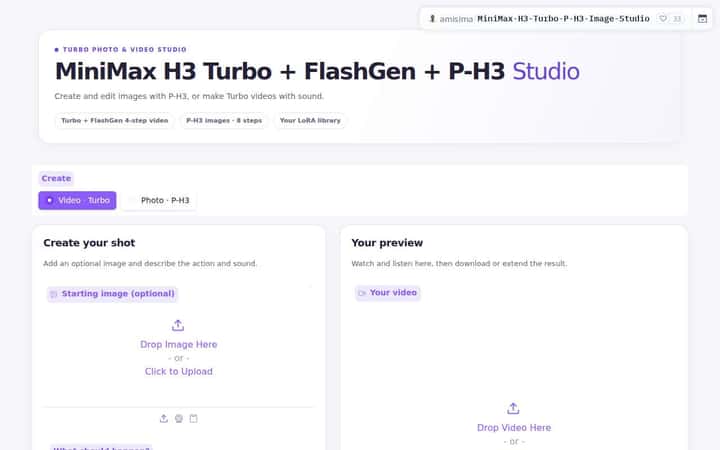 amisima MiniMax-H3-Turbo-P-H3-Image-Studio 33
TURBO PHOTO & VIDEO STUDIO
MiniMax H3 Turbo + FlashGen + P-H3 Studio
Create and edit images with P-H3, or make Turbo videos with sound.
Turbo + FlashGen 4-step video P-H3 images · 8 steps Your LoRA library
Create
Video · Turbo Photo · P-H3
Create your shot
Add an optional image and describe the action and sound.
Starting image (optional)
Drop Image Here
- or -
Click to Upload
Your preview
Watch and listen here, then download or extend the result.
Your video
Drop Video Here
- or -